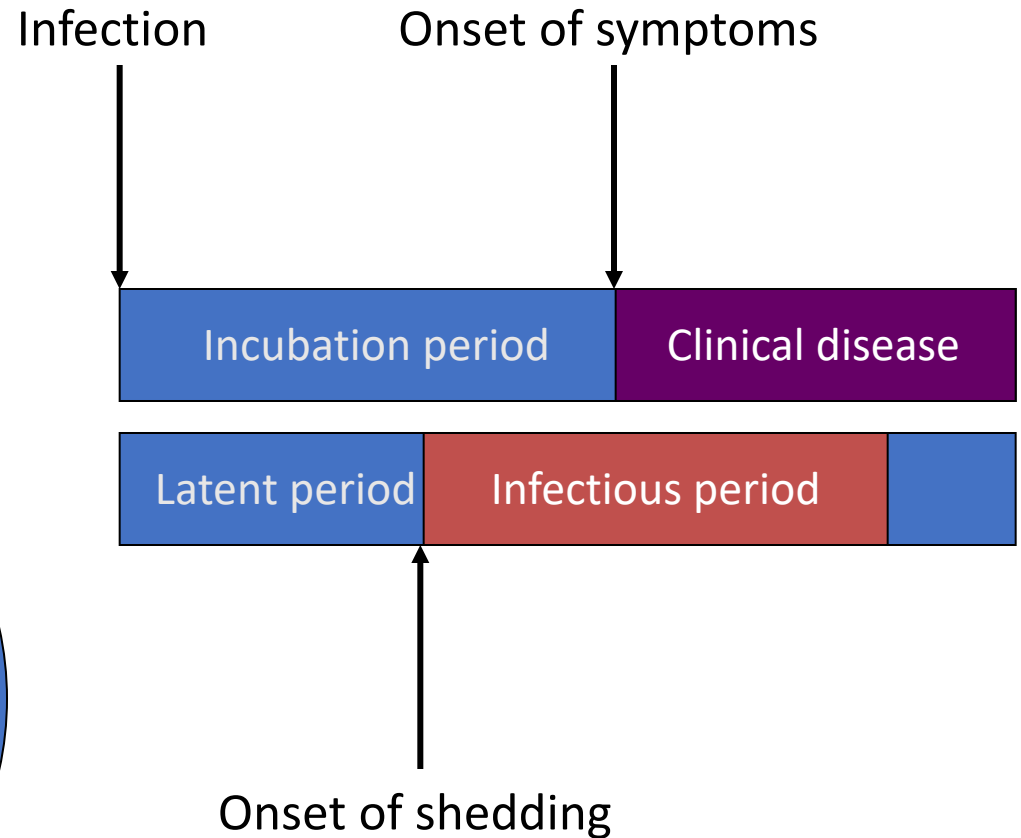 Infection
Onset of symptoms
Incubation period
Clinical disease
Latent period
Infectious period
Onset of shedding